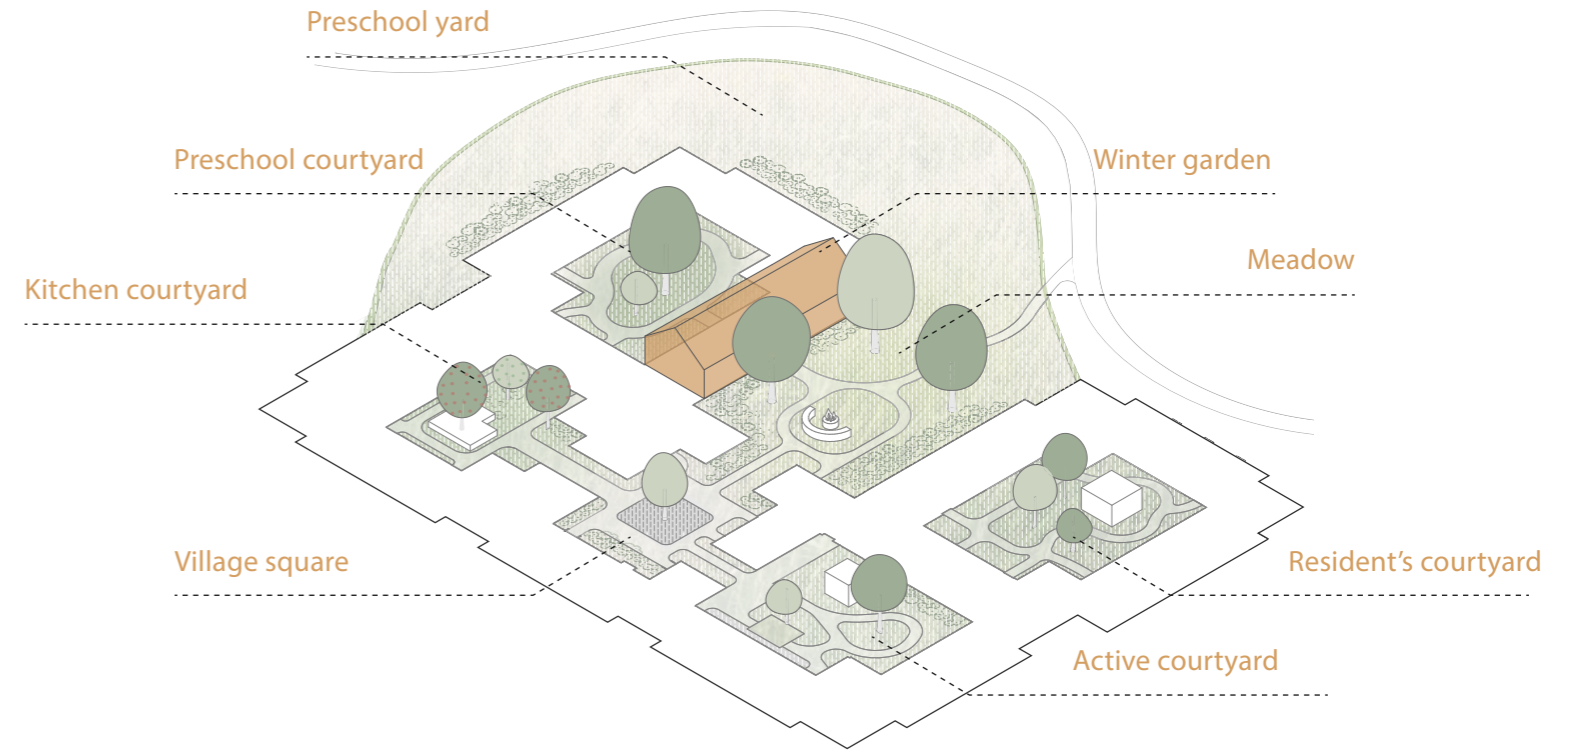 Preschool yard
Preschool courtyard
Winter garden
Meadow
Kitchen courtyard
Village square
Resident's courtyard
Active courtyard